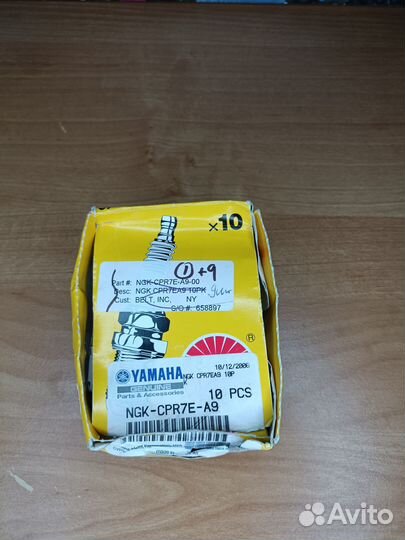 x10
① +9
Part #: NGK-CPR7E-A9-00
Desc: NGK CPR7EA9 10PK
Cust: BELT, INC, NY
S/O #: 658897
®
10/12/2006
YAMAHA
NGK CPR7EA9 10P
K
GENUINE
Parts & Accessories
10 PCS
NGK-CPR7E-A9
Avito